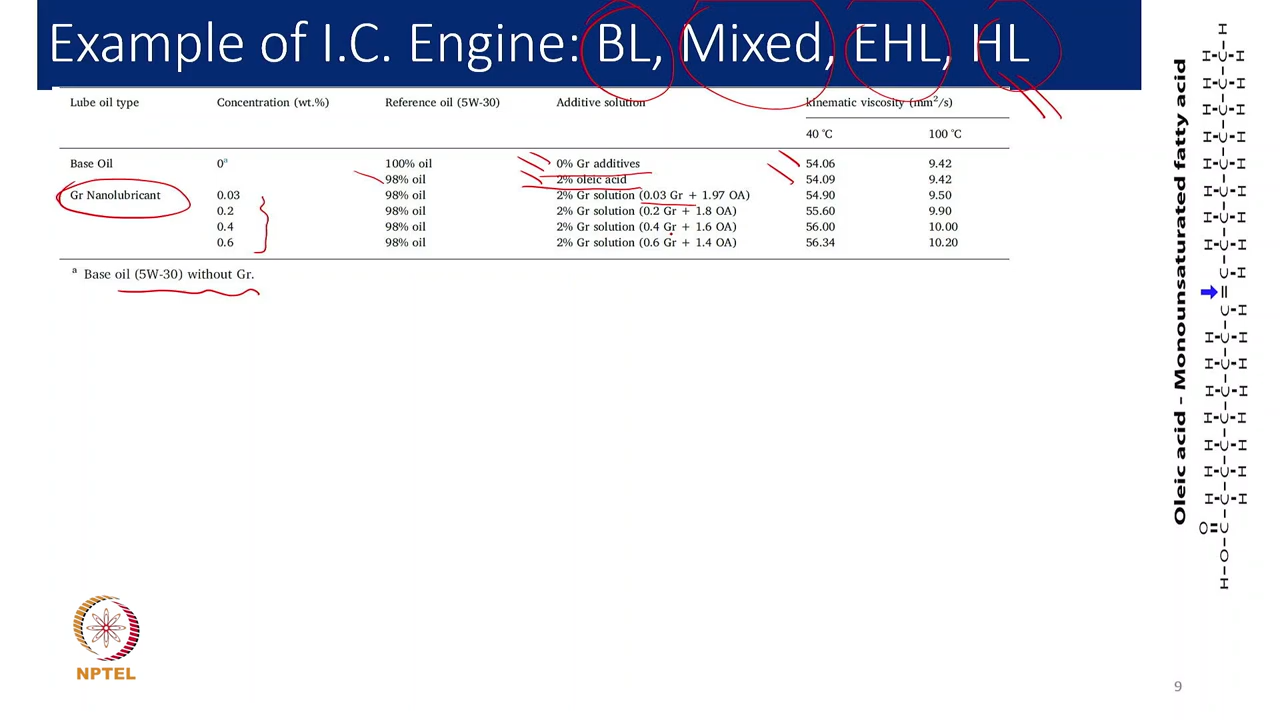 Example of I.C. Engine: BL, Mixed, EHL, HL
Lube oil type Concentration (wt.%) Reference oil (5W-30) Additive solution kinematic viscosity (mm²/s)
40 °C 100 °C
Base Oil 0ᵃ 100% oil 0% Gr additives 54.06 9.42
98% oil 2% oleic acid 54.09 9.42
Gr Nanolubricant 0.03 98% oil 2% Gr solution (0.03 Gr + 1.97 OA) 54.90 9.50
0.2 98% oil 2% Gr solution (0.2 Gr + 1.8 OA) 55.60 9.90
0.4 98% oil 2% Gr solution (0.4 Gr + 1.6 OA) 56.00 10.00
0.6 98% oil 2% Gr solution (0.6 Gr + 1.4 OA) 56.34 10.20
ᵃ Base oil (5W-30) without Gr.
Oleic acid - Monounsaturated fatty acid
NPTEL
9